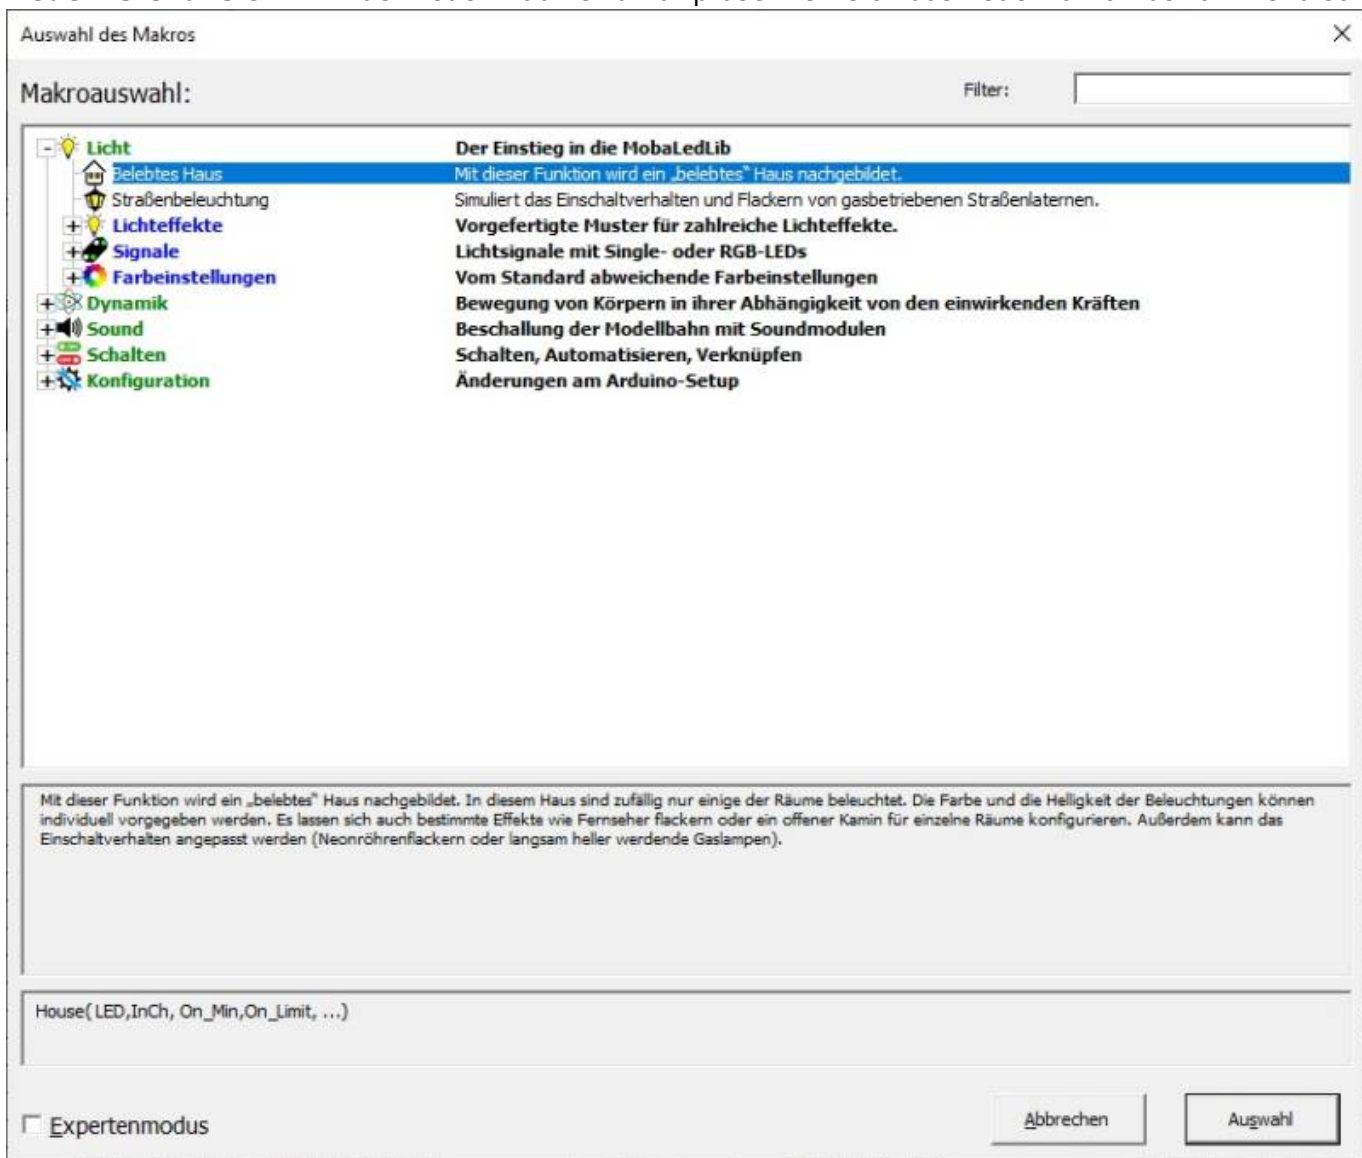 Auswahl des Makros
Makroauswahl:
Filter:
Licht Der Einstieg in die MobaLedLib
Belebtes Haus Mit dieser Funktion wird ein „belebtes“ Haus nachgebildet.
Straßenbeleuchtung Simuliert das Einschaltverhalten und Flackern von gasbetriebenen Straßenlaternen.
Lichteffekte Vorgefertigte Muster für zahlreiche Lichteffekte.
Signale Lichtsignale mit Single- oder RGB-LEDs
Farbeinstellungen Vom Standard abweichende Farbeinstellungen
Dynamik Bewegung von Körpern in ihrer Abhängigkeit von den einwirkenden Kräften
Sound Beschallung der Modellbahn mit Soundmodulen
Schalten Schalten, Automatisieren, Verknüpfen
Konfiguration Änderungen am Arduino-Setup
Mit dieser Funktion wird ein „belebtes“ Haus nachgebildet. In diesem Haus sind zufällig nur einige der Räume beleuchtet. Die Farbe und die Helligkeit der Beleuchtungen können
individuell vorgegeben werden. Es lassen sich auch bestimmte Effekte wie Fernseher flackern oder ein offener Kamin für einzelne Räume konfigurieren. Außerdem kann das
Einschaltverhalten angepasst werden (Neonröhrenflackern oder langsam heller werdende Gaslampen).
House( LED,InCh, On_Min,On_Limit, ...)
Expertenmodus
Abbrechen
Auswahl